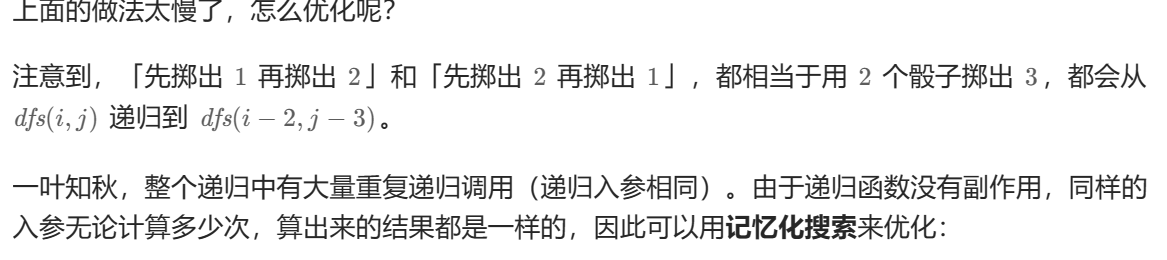 上面的做法太慢了，怎么优化呢？
注意到，「先掷出 1 再掷出 2」和「先掷出 2 再掷出 1」，都相当于用 2 个骰子掷出 3，都会从
dfs(i, j) 递归到 dfs(i − 2, j − 3)。
一叶知秋，整个递归中有大量重复递归调用（递归入参相同）。由于递归函数没有副作用，同样的
入参无论计算多少次，算出来的结果都是一样的，因此可以用记忆化搜索来优化：